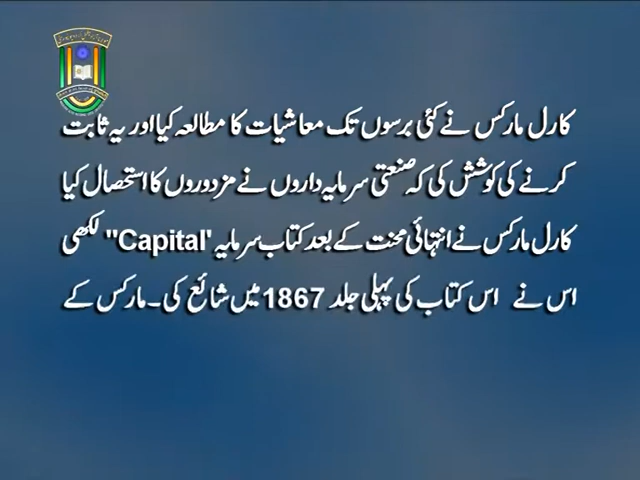 کارل مارکس نے کئی برسوں تک معاشیات کا مطالعہ کیا اور یہ ثابت
کرنے کی کوشش کی کہ صنعتی سرمایہ داروں نے مزدوروں کا استحصال کیا
کارل مارکس نے انتہائی محنت کے بعد کتاب سرمایہ 'Capital" لکھی
اس نے اس کتاب کی پہلی جلد 1867 میں شائع کی۔ مارکس کے